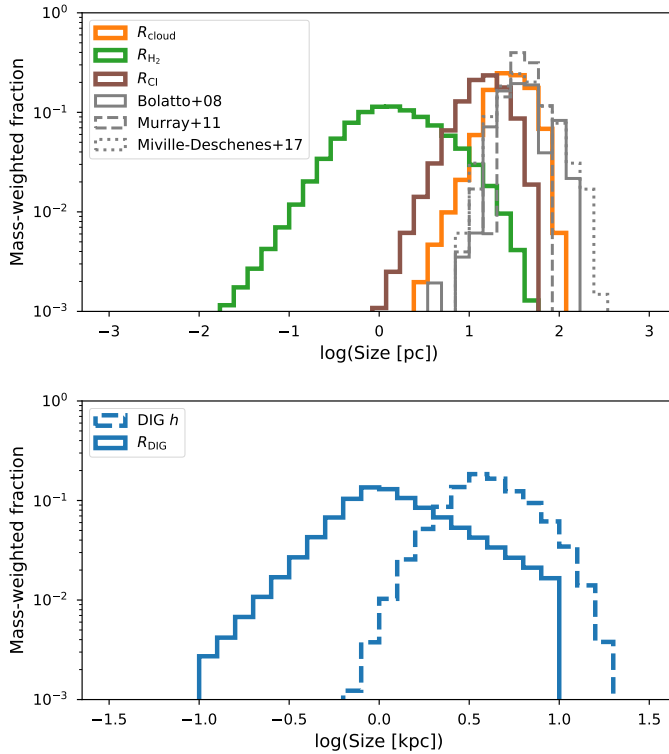 10⁰
10⁻¹
10⁻²
10⁻³
Mass-weighted fraction
R_cloud
R_H₂
R_CI
Bolatto+08
Murray+11
Miville-Deschenes+17
−3 −2 −1 0 1 2 3
log(Size [pc])
10⁰
10⁻¹
10⁻²
10⁻³
Mass-weighted fraction
DIG h
R_DIG
−1.5 −1.0 −0.5 0.0 0.5 1.0 1.5
log(Size [kpc])